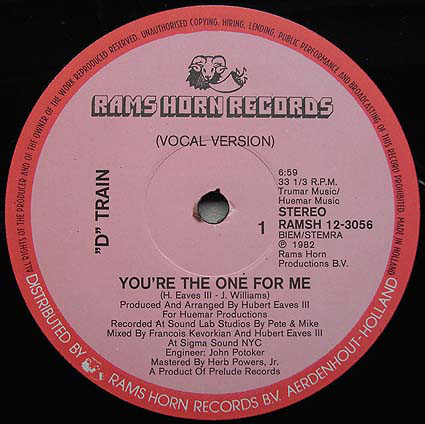 ALL RIGHTS OF THE PRODUCER AND OF THE OWNER OF THE WORK REPRODUCED RESERVED. UNAUTHORISED COPYING, HIRING, LENDING, PUBLIC PERFORMANCE AND BROADCASTING OF THIS RECORD PROHIBITED. MADE IN HOLLAND
RAMS HORN RECORDS
(VOCAL VERSION)
"D" TRAIN
6:59
33 1/3 R.P.M.
Trumar Music/
Huemar Music
STEREO
1
RAMSH 12-3056
BIEM/STEMRA
℗ 1982
Rams Horn
Productions B.V.
YOU'RE THE ONE FOR ME
(H. Eaves III - J. Williams)
Produced And Arranged By Hubert Eaves III
For Huemar Productions
Recorded At Sound Lab Studios By Pete & Mike
Mixed By Francois Kevorkian And Hubert Eaves III
At Sigma Sound NYC
Engineer: John Potoker
Mastered By Herb Powers, Jr.
A Product Of Prelude Records
DISTRIBUTED BY RAMS HORN RECORDS B.V. AERDENHOUT-HOLLAND